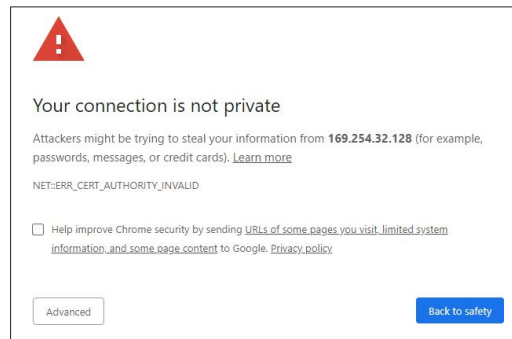 Your connection is not private
Attackers might be trying to steal your information from 169.254.32.128 (for example,
passwords, messages, or credit cards). Learn more
NET::ERR_CERT_AUTHORITY_INVALID
Help improve Chrome security by sending URLs of some pages you visit, limited system
information, and some page content to Google. Privacy policy
Advanced
Back to safety